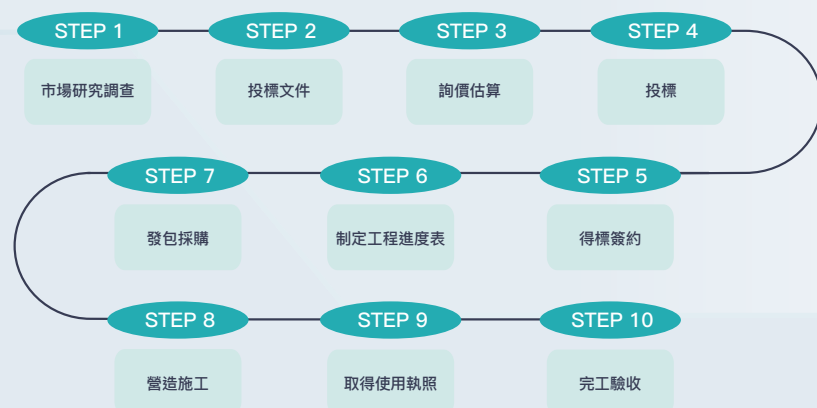 STEP 1
市場研究調查
STEP 2
投標文件
STEP 3
詢價估算
STEP 4
投標
STEP 5
得標簽約
STEP 6
制定工程進度表
STEP 7
發包採購
STEP 8
營造施工
STEP 9
取得使用執照
STEP 10
完工驗收